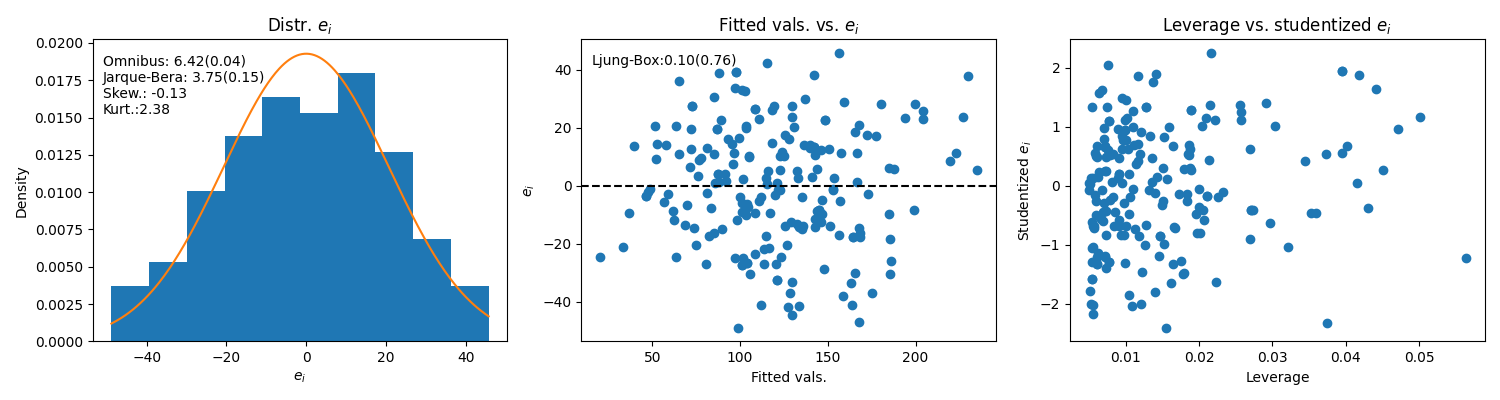 Distr. e_i
Omnibus: 6.42(0.04)
Jarque-Bera: 3.75(0.15)
Skew.: -0.13
Kurt.:2.38
0.0200
0.0175
0.0150
0.0125
0.0100
0.0075
0.0050
0.0025
0.0000
Density
−40 −20 0 20 40
e_i
Fitted vals. vs. e_i
Ljung-Box:0.10(0.76)
40
20
0
−20
−40
e_i
50 100 150 200
Fitted vals.
Leverage vs. studentized e_i
2
1
0
−1
−2
Studentized e_i
0.01 0.02 0.03 0.04 0.05
Leverage